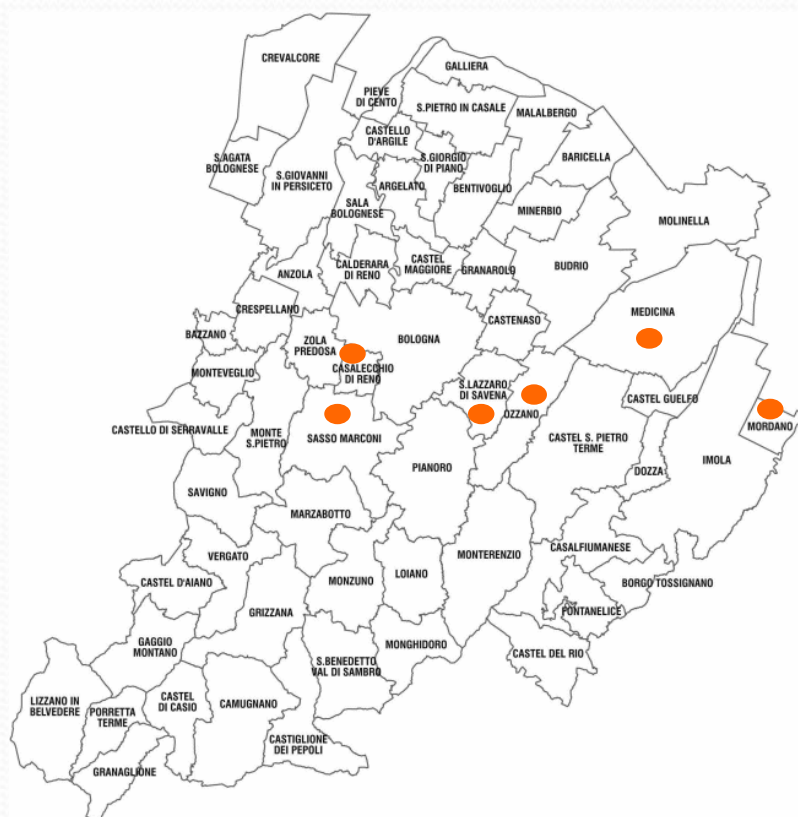 CREVALCORE
GALLIERA
PIEVE
DI CENTO
S.PIETRO IN CASALE
MALALBERGO
CASTELLO
D'ARGILE
S.AGATA
BOLOGNESE
S.GIOVANNI
IN PERSICETO
S.GIORGIO
DI PIANO
BARICELLA
ARGELATO
BENTIVOGLIO
SALA
BOLOGNESE
MINERBIO
MOLINELLA
ANZOLA
CALDERARA
DI RENO
CASTEL
MAGGIORE
GRANAROLO
BUDRIO
CRESPELLANO
MEDICINA
BAZZANO
ZOLA
PREDOSA
BOLOGNA
CASTENASO
MONTEVEGLIO
CASALECCHIO
DI RENO
S.LAZZARO
DI SAVENA
OZZANO
CASTEL GUELFO
MORDANO
CASTELLO DI SERRAVALLE
MONTE
S.PIETRO
SASSO MARCONI
CASTEL S. PIETRO
TERME
IMOLA
PIANORO
DOZZA
SAVIGNO
MARZABOTTO
VERGATO
MONTERENZIO
CASALFIUMANESE
CASTEL D'AIANO
MONZUNO
LOIANO
BORGO TOSSIGNANO
GRIZZANA
FONTANELICE
GAGGIO
MONTANO
MONGHIDORO
CASTEL DEL RIO
S.BENEDETTO
VAL DI SAMBRO
LIZZANO IN
BELVEDERE
PORRETTA
TERME
CASTEL
DI CASIO
CAMUGNANO
CASTIGLIONE
DEI PEPOLI
GRANAGLIONE